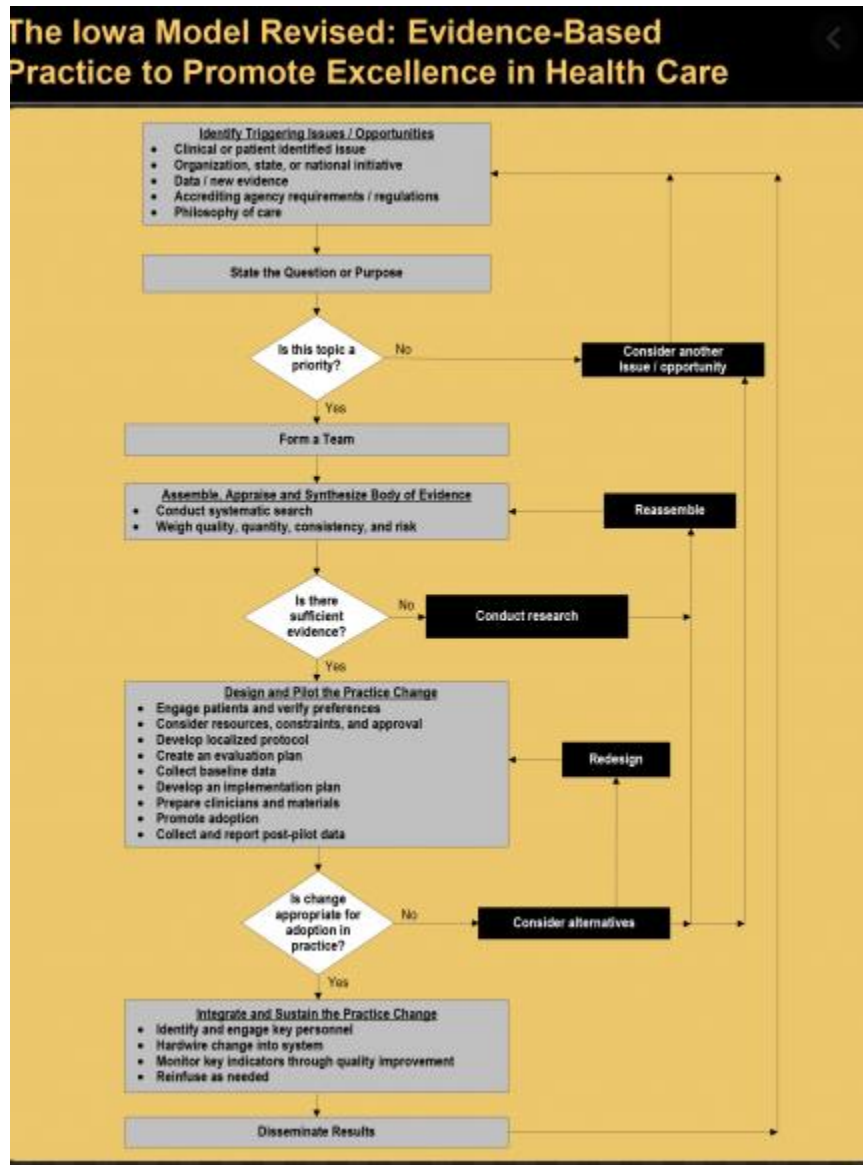 The Iowa Model Revised: Evidence-Based
Practice to Promote Excellence in Health Care
Identify Triggering Issues / Opportunities
• Clinical or patient identified issue
• Organization, state, or national initiative
• Data / new evidence
• Accrediting agency requirements / regulations
• Philosophy of care
State the Question or Purpose
Is this topic a
priority?
No
Consider another
Issue / opportunity
Yes
Form a Team
Assemble, Appraise and Synthesize Body of Evidence
• Conduct systematic search
• Weigh quality, quantity, consistency, and risk
Reassemble
Is there
sufficient
evidence?
No
Conduct research
Yes
Design and Pilot the Practice Change
• Engage patients and verify preferences
• Consider resources, constraints, and approval
• Develop localized protocol
• Create an evaluation plan
• Collect baseline data
• Develop an implementation plan
• Prepare clinicians and materials
• Promote adoption
• Collect and report post-pilot data
Redesign
Is change
appropriate for
adoption in
practice?
No
Consider alternatives
Yes
Integrate and Sustain the Practice Change
• Identify and engage key personnel
• Hardwire change into system
• Monitor key indicators through quality improvement
• Reinfuse as needed
Disseminate Results